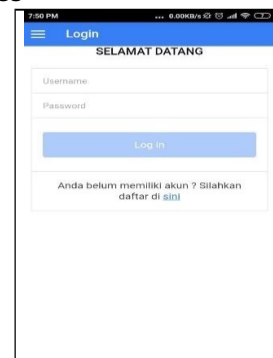 7:50 PM ... 0.00KB/s
Login
SELAMAT DATANG
Username
Password
Log in
Anda belum memiliki akun ? Silahkan
daftar di sini